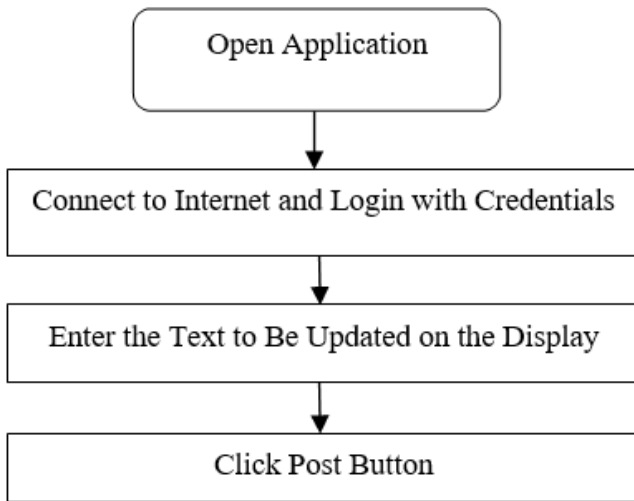 Open Application
Connect to Internet and Login with Credentials
Enter the Text to Be Updated on the Display
Click Post Button